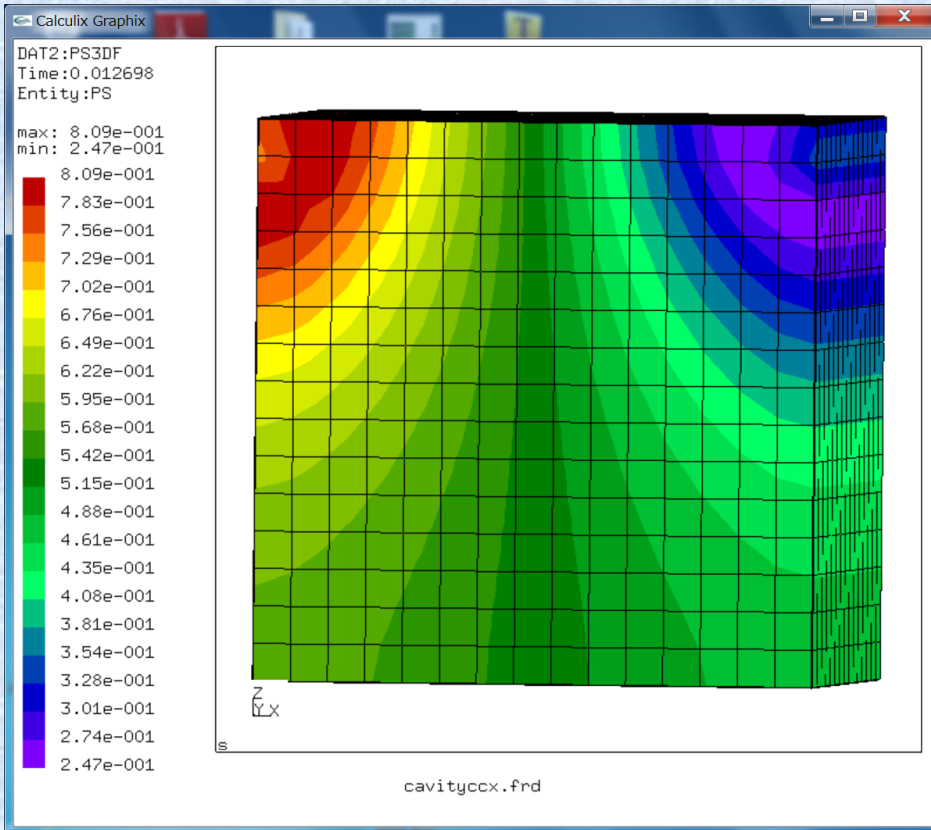 Calculix Graphix
DAT2:PS3DF
Time:0.012698
Entity:PS
max: 8.09e-001
min: 2.47e-001
8.09e-001
7.83e-001
7.56e-001
7.29e-001
7.02e-001
6.76e-001
6.49e-001
6.22e-001
5.95e-001
5.68e-001
5.42e-001
5.15e-001
4.88e-001
4.61e-001
4.35e-001
4.08e-001
3.81e-001
3.54e-001
3.28e-001
3.01e-001
2.74e-001
2.47e-001
Z
Y X
s
cavityccx.frd